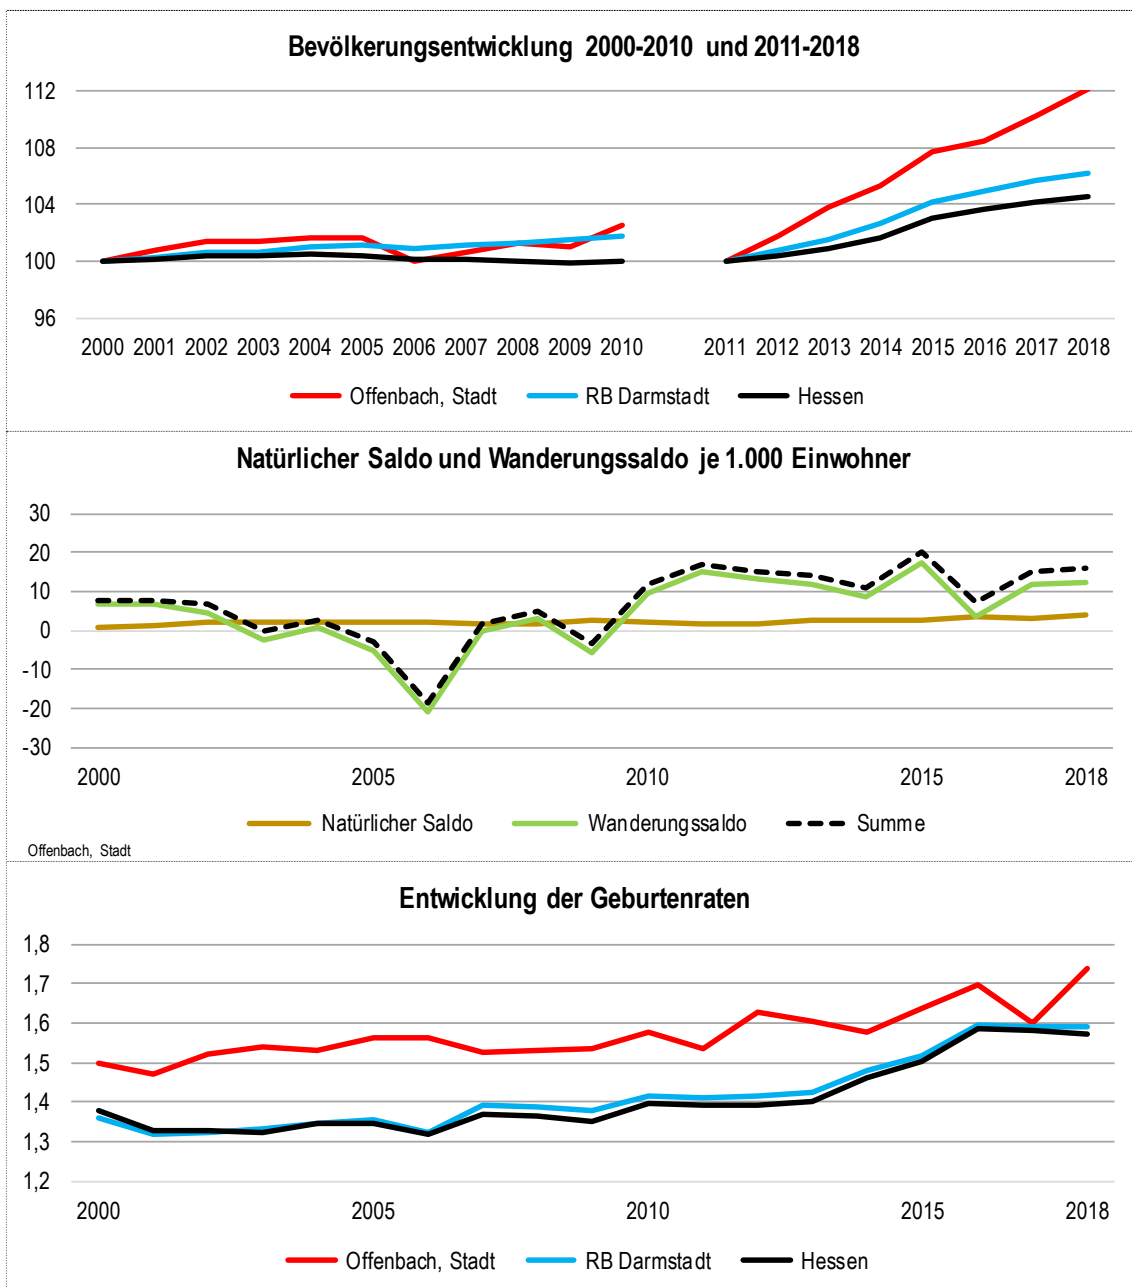 Bevölkerungsentwicklung 2000-2010 und 2011-2018
112
108
104
100
96
2000 2001 2002 2003 2004 2005 2006 2007 2008 2009 2010 2011 2012 2013 2014 2015 2016 2017 2018
Offenbach, Stadt RB Darmstadt Hessen
Natürlicher Saldo und Wanderungssaldo je 1.000 Einwohner
30
20
10
0
-10
-20
-30
2000 2005 2010 2015 2018
Natürlicher Saldo Wanderungssaldo Summe
Offenbach, Stadt
Entwicklung der Geburtenraten
1,8
1,7
1,6
1,5
1,4
1,3
1,2
2000 2005 2010 2015 2018
Offenbach, Stadt RB Darmstadt Hessen